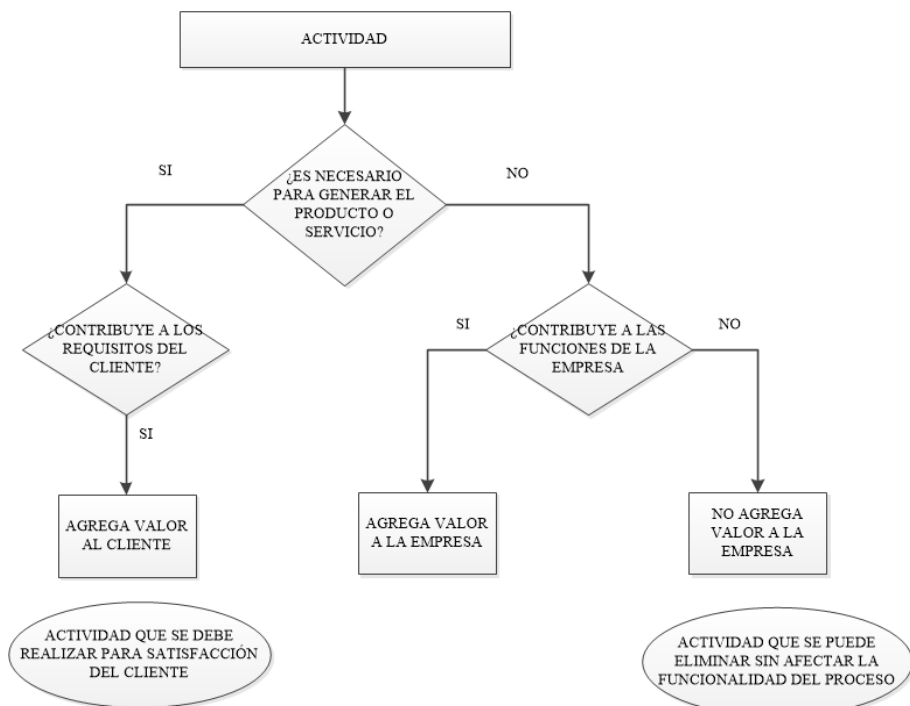 ACTIVIDAD
SI
¿ES NECESARIO
PARA GENERAR EL
PRODUCTO O
SERVICIO?
NO
¿CONTRIBUYE A LOS
REQUISITOS DEL
CLIENTE?
SI
¿CONTRIBUYE A LAS
FUNCIONES DE LA
EMPRESA
NO
SI
AGREGA VALOR
AL CLIENTE
AGREGA VALOR
A LA EMPRESA
NO AGREGA
VALOR A LA
EMPRESA
ACTIVIDAD QUE SE DEBE
REALIZAR PARA SATISFACCIÓN
DEL CLIENTE
ACTIVIDAD QUE SE PUEDE
ELIMINAR SIN AFECTAR LA
FUNCIONALIDAD DEL PROCESO